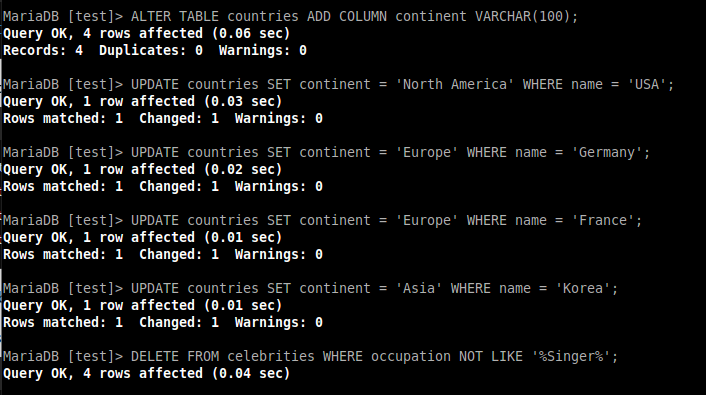 MariaDB [test]> ALTER TABLE countries ADD COLUMN continent VARCHAR(100);
Query OK, 4 rows affected (0.06 sec)
Records: 4  Duplicates: 0  Warnings: 0
MariaDB [test]> UPDATE countries SET continent = 'North America' WHERE name = 'USA';
Query OK, 1 row affected (0.03 sec)
Rows matched: 1  Changed: 1  Warnings: 0
MariaDB [test]> UPDATE countries SET continent = 'Europe' WHERE name = 'Germany';
Query OK, 1 row affected (0.02 sec)
Rows matched: 1  Changed: 1  Warnings: 0
MariaDB [test]> UPDATE countries SET continent = 'Europe' WHERE name = 'France';
Query OK, 1 row affected (0.01 sec)
Rows matched: 1  Changed: 1  Warnings: 0
MariaDB [test]> UPDATE countries SET continent = 'Asia' WHERE name = 'Korea';
Query OK, 1 row affected (0.01 sec)
Rows matched: 1  Changed: 1  Warnings: 0
MariaDB [test]> DELETE FROM celebrities WHERE occupation NOT LIKE '%Singer%';
Query OK, 4 rows affected (0.04 sec)